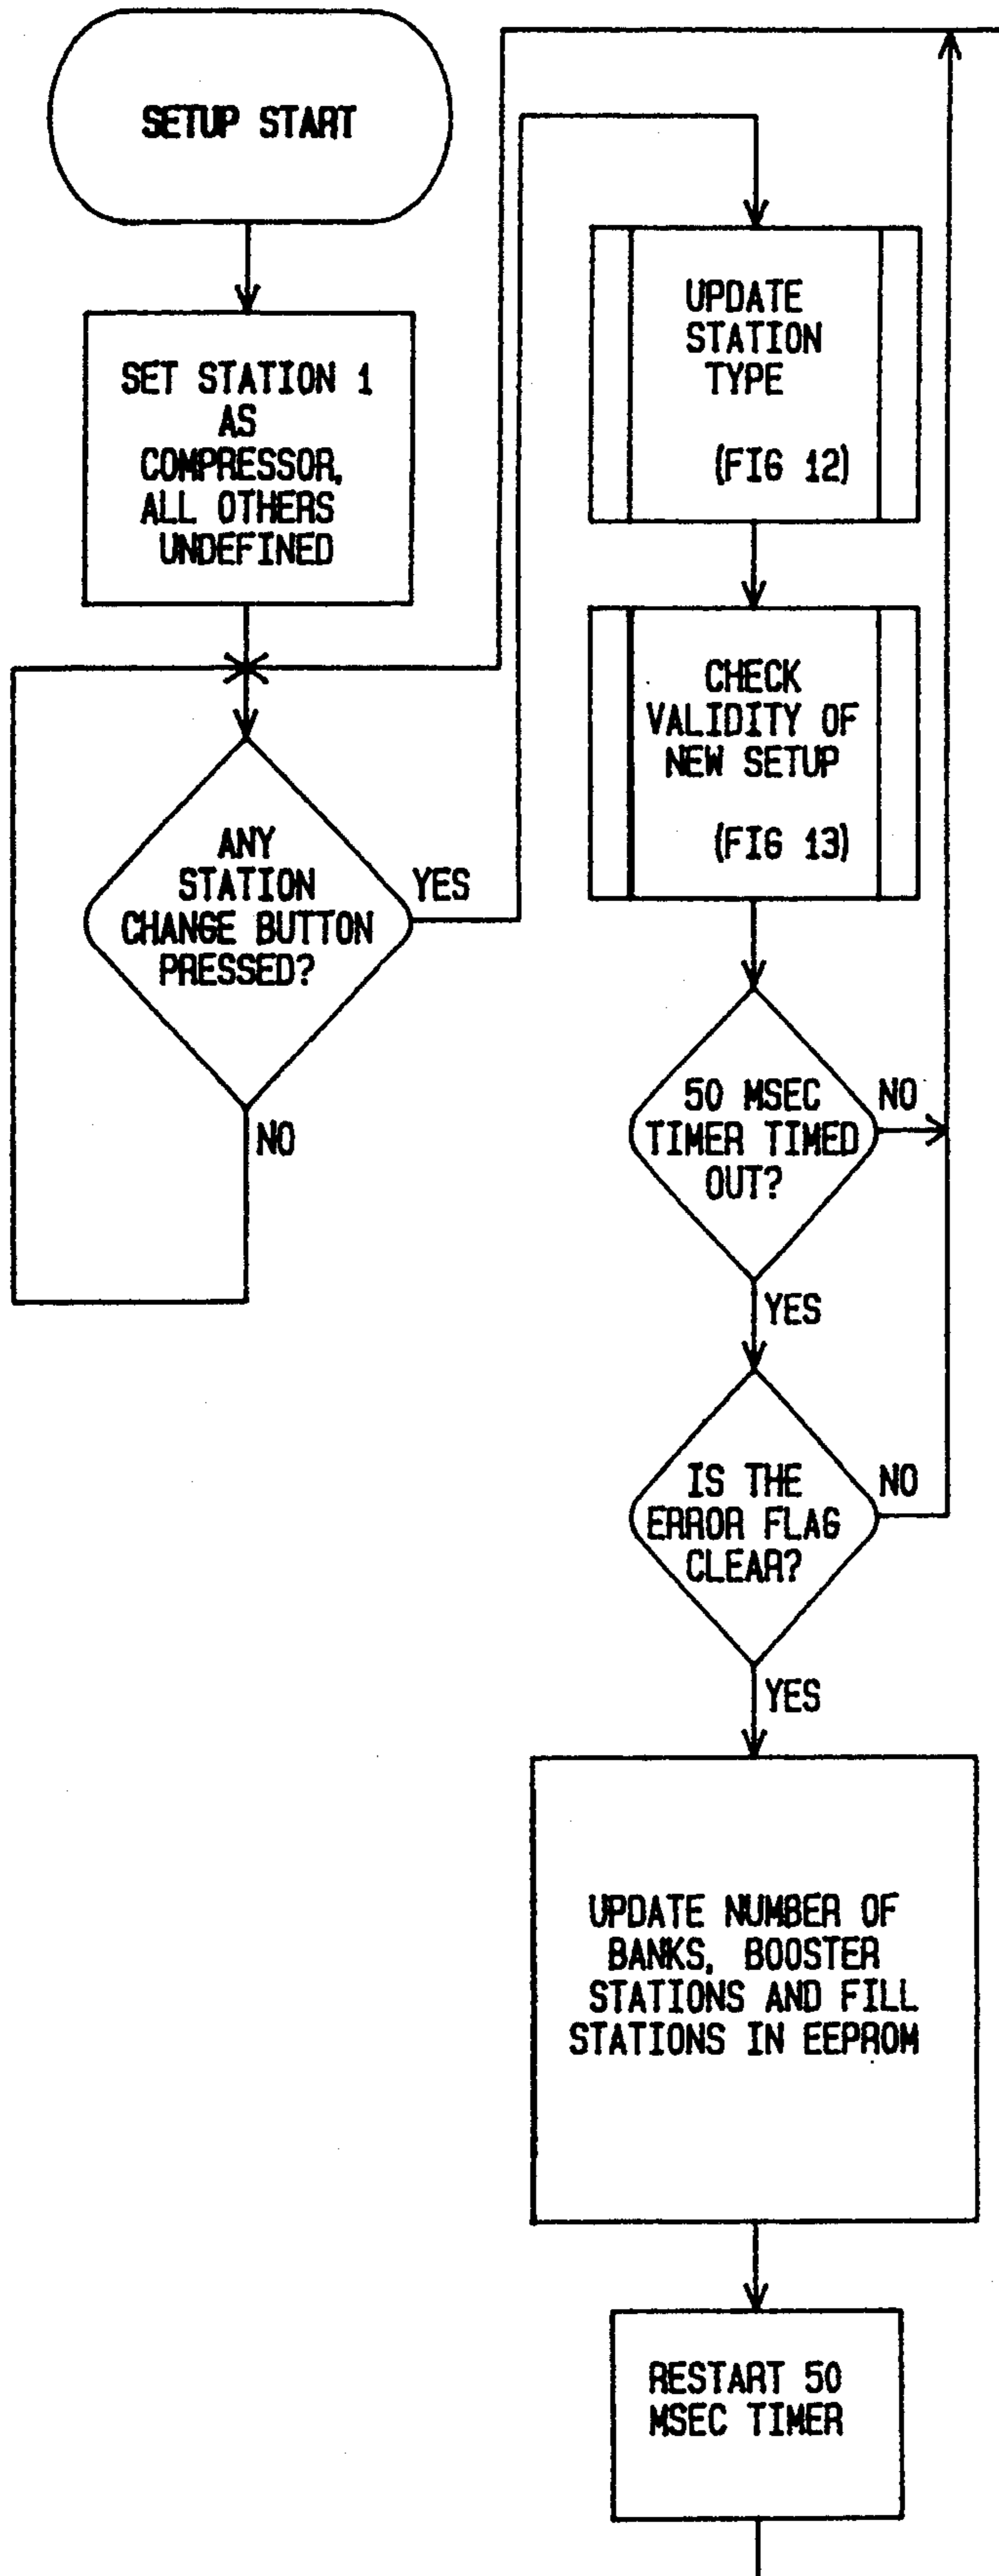 SETUP START
SET STATION 1
AS
COMPRESSOR,
ALL OTHERS
UNDEFINED
ANY
STATION
CHANGE BUTTON
PRESSED?
YES
NO
UPDATE
STATION
TYPE
(FIG 12)
CHECK
VALIDITY OF
NEW SETUP
(FIG 13)
50 MSEC
TIMER TIMED
OUT?
NO
YES
IS THE
ERROR FLAG
CLEAR?
NO
YES
UPDATE NUMBER OF
BANKS, BOOSTER
STATIONS AND FILL
STATIONS IN EEPROM
RESTART 50
MSEC TIMER